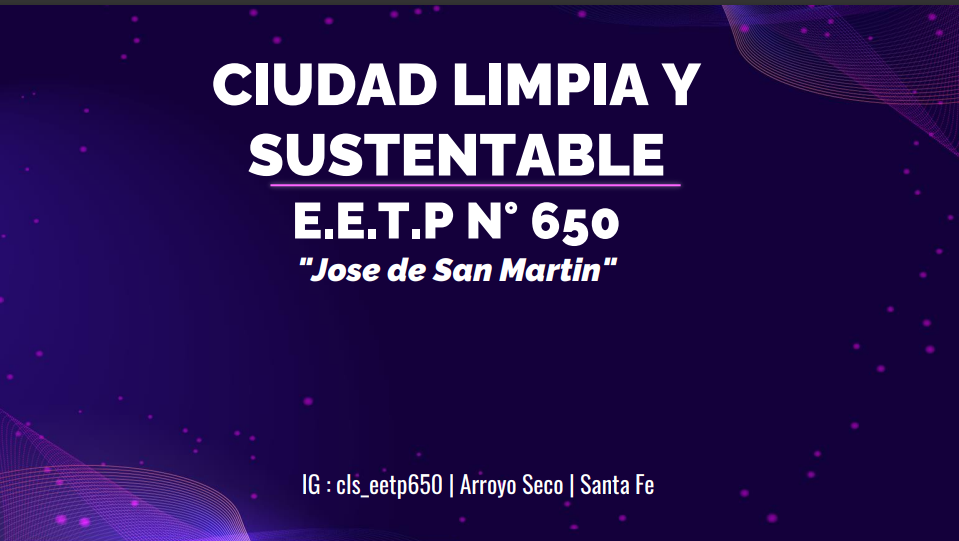 CIUDAD LIMPIA Y
SUSTENTABLE
E.E.T.P N° 650
"Jose de San Martin"
IG : cls_eetp650 | Arroyo Seco | Santa Fe